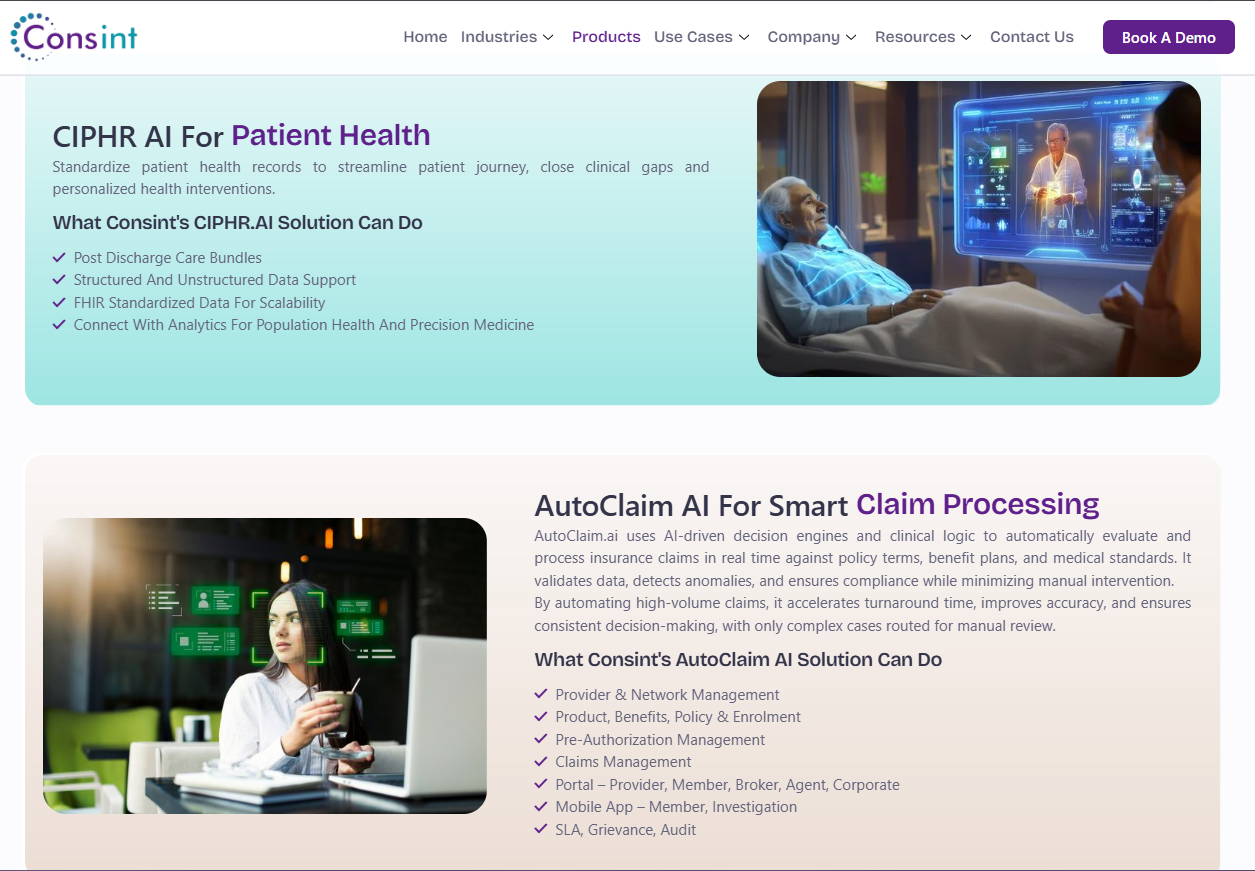 Consint
Home Industries Products Use Cases Company Resources Contact Us Book A Demo
CIPHR AI For Patient Health
Standardize patient health records to streamline patient journey, close clinical gaps and
personalized health interventions.
What Consint's CIPHR.AI Solution Can Do
Post Discharge Care Bundles
Structured And Unstructured Data Support
FHIR Standardized Data For Scalability
Connect With Analytics For Population Health And Precision Medicine
AutoClaim AI For Smart Claim Processing
AutoClaim.ai uses AI-driven decision engines and clinical logic to automatically evaluate and
process insurance claims in real time against policy terms, benefit plans, and medical standards. It
validates data, detects anomalies, and ensures compliance while minimizing manual intervention.
By automating high-volume claims, it accelerates turnaround time, improves accuracy, and ensures
consistent decision-making, with only complex cases routed for manual review.
What Consint's AutoClaim AI Solution Can Do
Provider & Network Management
Product, Benefits, Policy & Enrolment
Pre-Authorization Management
Claims Management
Portal – Provider, Member, Broker, Agent, Corporate
Mobile App – Member, Investigation
SLA, Grievance, Audit